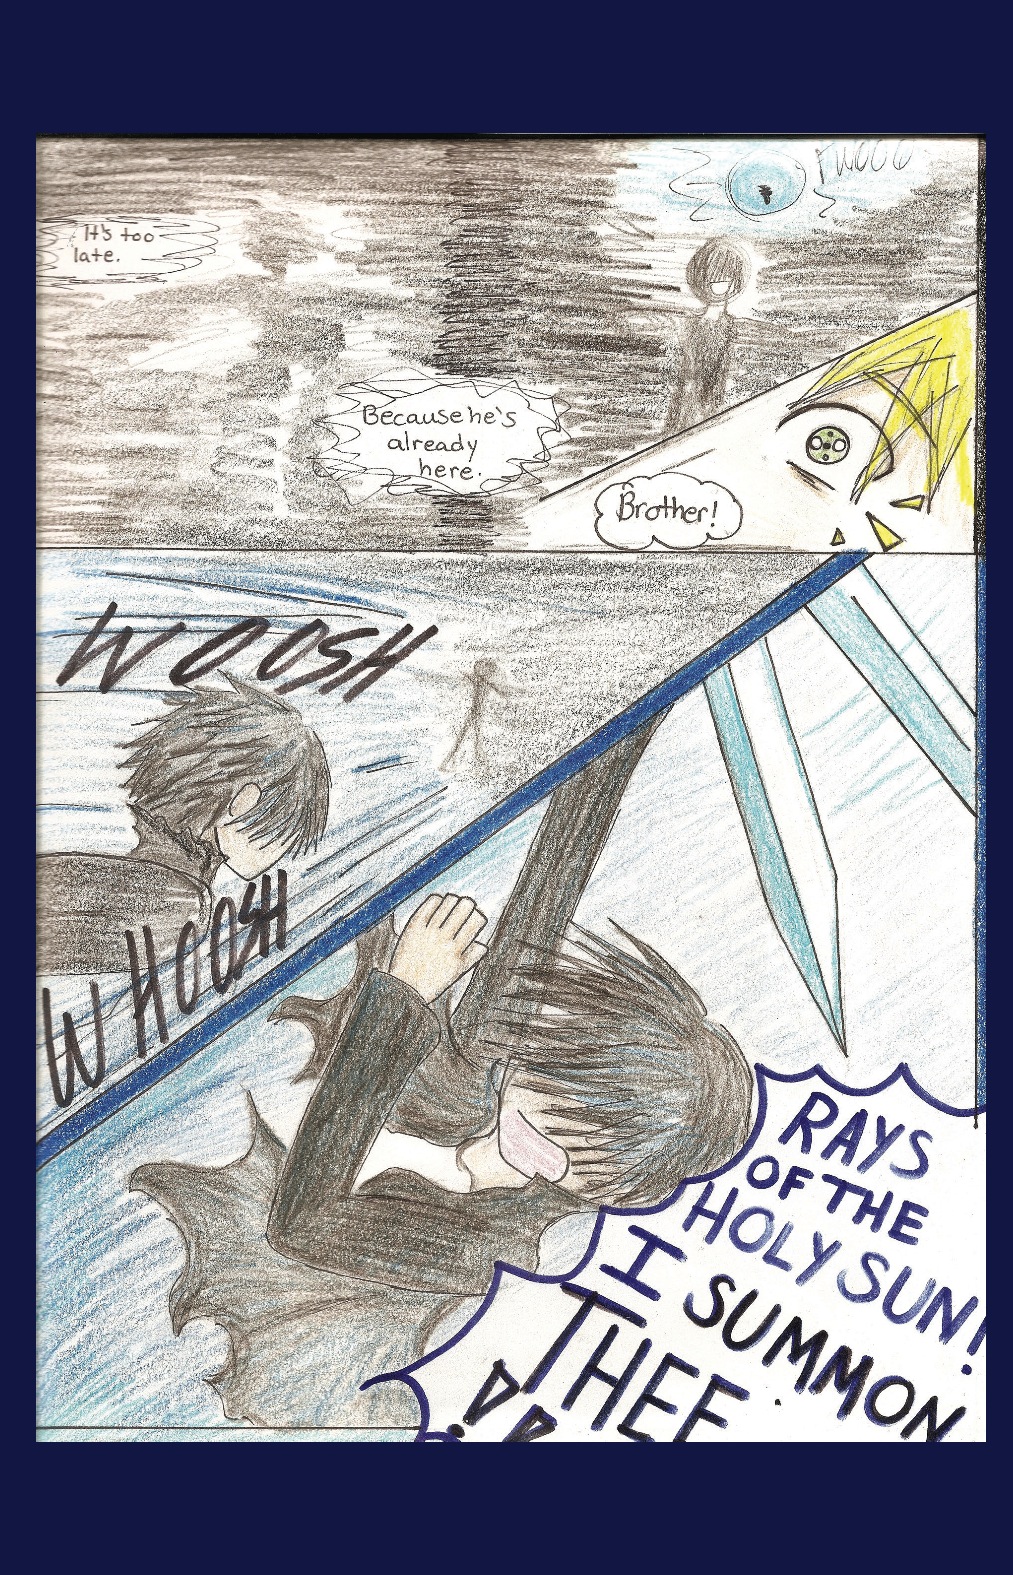 FWOOO
It's too
late.
Because he's
already
here.
Brother!
WOOSH
WHOOSH
RAYS
OF THE
HOLY SUN!
I SUMMON
THEE
!!